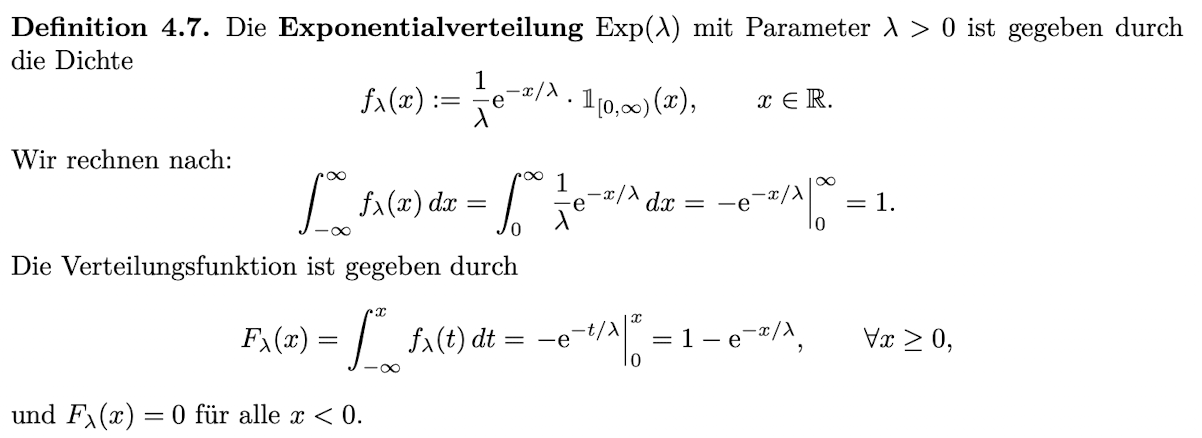 Definition 4.7. Die Exponentialverteilung Exp(λ) mit Parameter λ > 0 ist gegeben durch
die Dichte
f_λ(x) := \frac{1}{λ} e^{-x/λ} · 𝟙_{[0,∞)}(x), x ∈ ℝ.
Wir rechnen nach:
∫_{-∞}^{∞} f_λ(x) dx = ∫_0^∞ \frac{1}{λ} e^{-x/λ} dx = -e^{-x/λ} |_0^∞ = 1.
Die Verteilungsfunktion ist gegeben durch
F_λ(x) = ∫_{-∞}^x f_λ(t) dt = -e^{-t/λ} |_0^x = 1 - e^{-x/λ}, ∀x ≥ 0,
und F_λ(x) = 0 für alle x < 0.